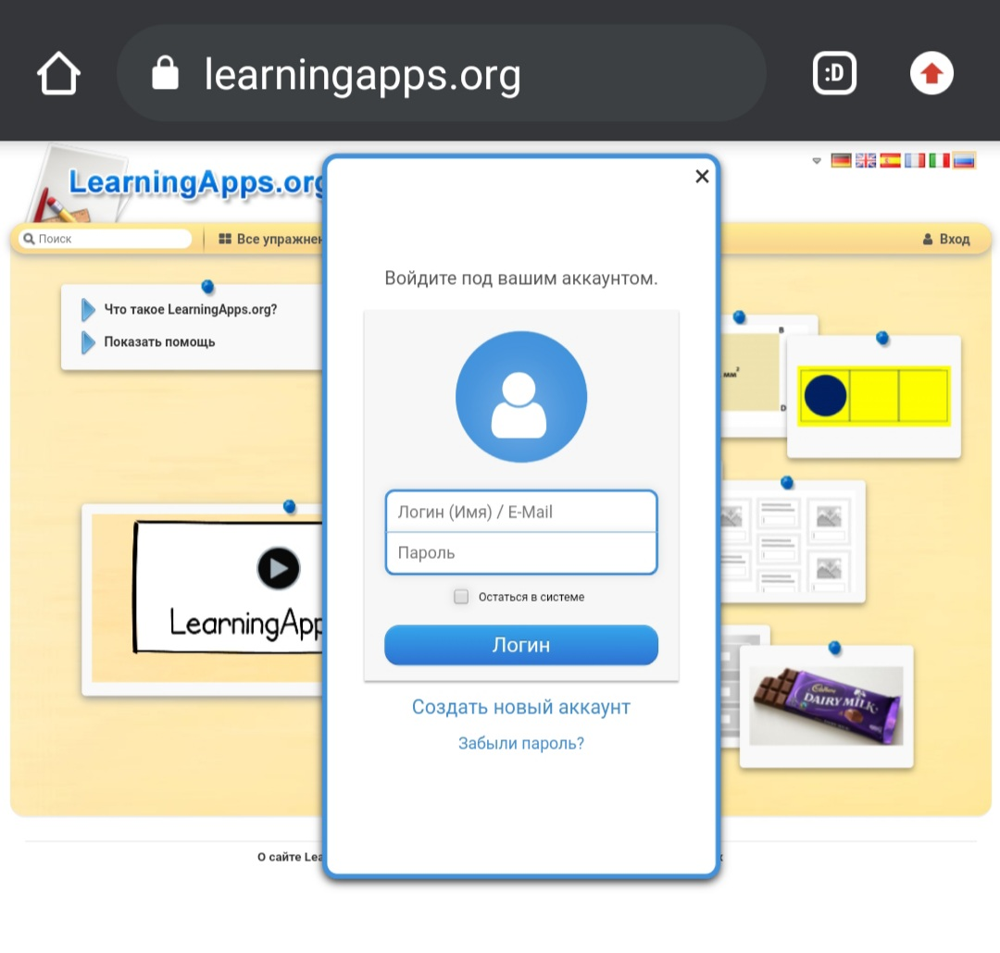 :D
learningapps.org
LearningApps.org
Поиск
Все упражнен
Вход
Что такое LearningApps.org?
Показать помощь
LearningApp
Войдите под вашим аккаунтом.
Логин (Имя) / E-Mail
Пароль
Остаться в системе
Логин
Создать новый аккаунт
Забыли пароль?
B
мм²
D
Cadbury
DAIRY MILK
О сайте Lea